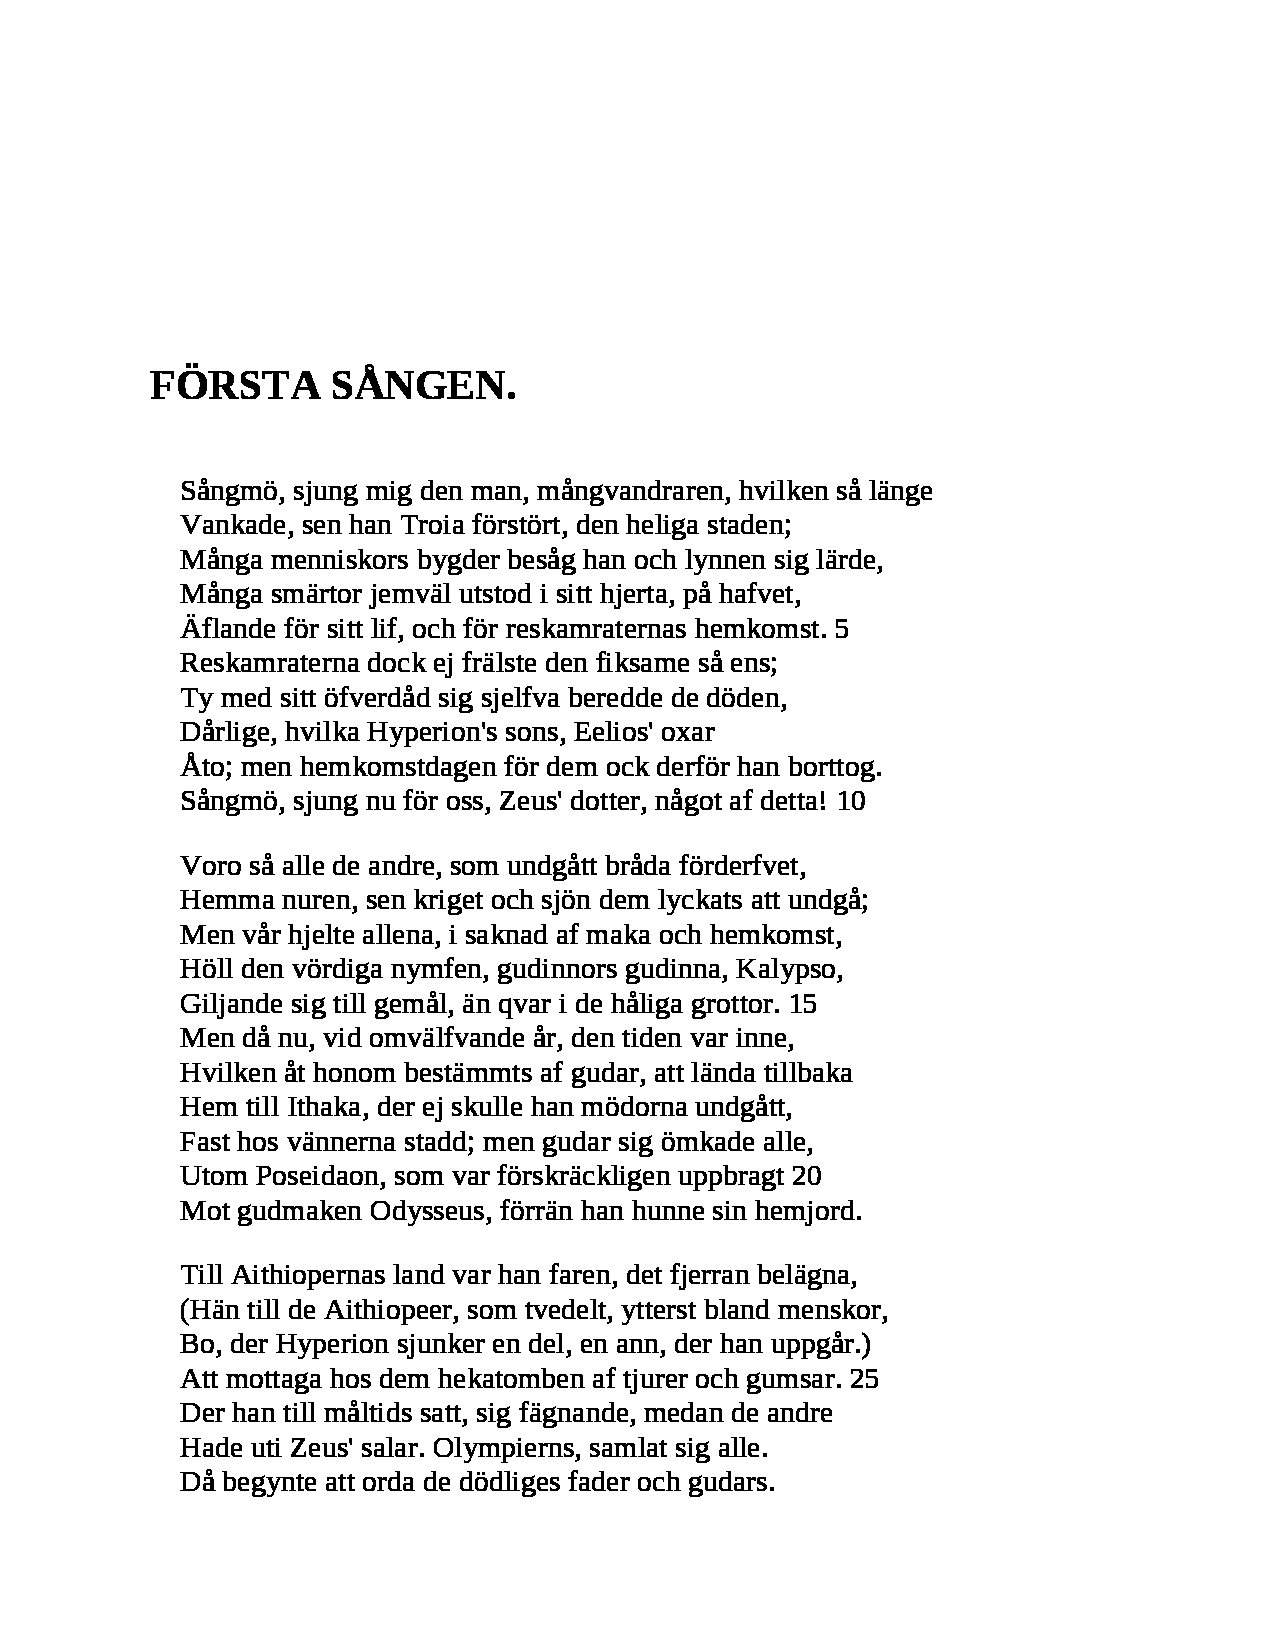 FÖRSTA SÅNGEN.
Sångmö, sjung mig den man, mångvandraren, hvilken så länge
Vankade, sen han Troia förstört, den heliga staden;
Många menniskors bygder besåg han och lynnen sig lärde,
Många smärtor jemväl utstod i sitt hjerta, på hafvet,
Äflande för sitt lif, och för reskamraternas hemkomst. 5
Reskamraterna dock ej frälste den fiksame så ens;
Ty med sitt öfverdåd sig sjelfva beredde de döden,
Dårlige, hvilka Hyperion's sons, Eelios' oxar
Åto; men hemkomstdagen för dem ock derför han borttog.
Sångmö, sjung nu för oss, Zeus' dotter, något af detta! 10
Voro så alle de andre, som undgått bråda förderfvet,
Hemma nuren, sen kriget och sjön dem lyckats att undgå;
Men vår hjelte allena, i saknad af maka och hemkomst,
Höll den vördiga nymfen, gudinnors gudinna, Kalypso,
Giljande sig till gemål, än qvar i de håliga grottor. 15
Men då nu, vid omvälfvande år, den tiden var inne,
Hvilken åt honom bestämmts af gudar, att lända tillbaka
Hem till Ithaka, der ej skulle han mödorna undgått,
Fast hos vännerna stadd; men gudar sig ömkade alle,
Utom Poseidaon, som var förskräckligen uppbragt 20
Mot gudmaken Odysseus, förrän han hunne sin hemjord.
Till Aithiopernas land var han faren, det fjerran belägna,
(Hän till de Aithiopeer, som tvedelt, ytterst bland menskor,
Bo, der Hyperion sjunker en del, en ann, der han uppgår.)
Att mottaga hos dem hekatomben af tjurer och gumsar. 25
Der han till måltids satt, sig fägnande, medan de andre
Hade uti Zeus' salar. Olympierns, samlat sig alle.
Då begynte att orda de dödliges fader och gudars.